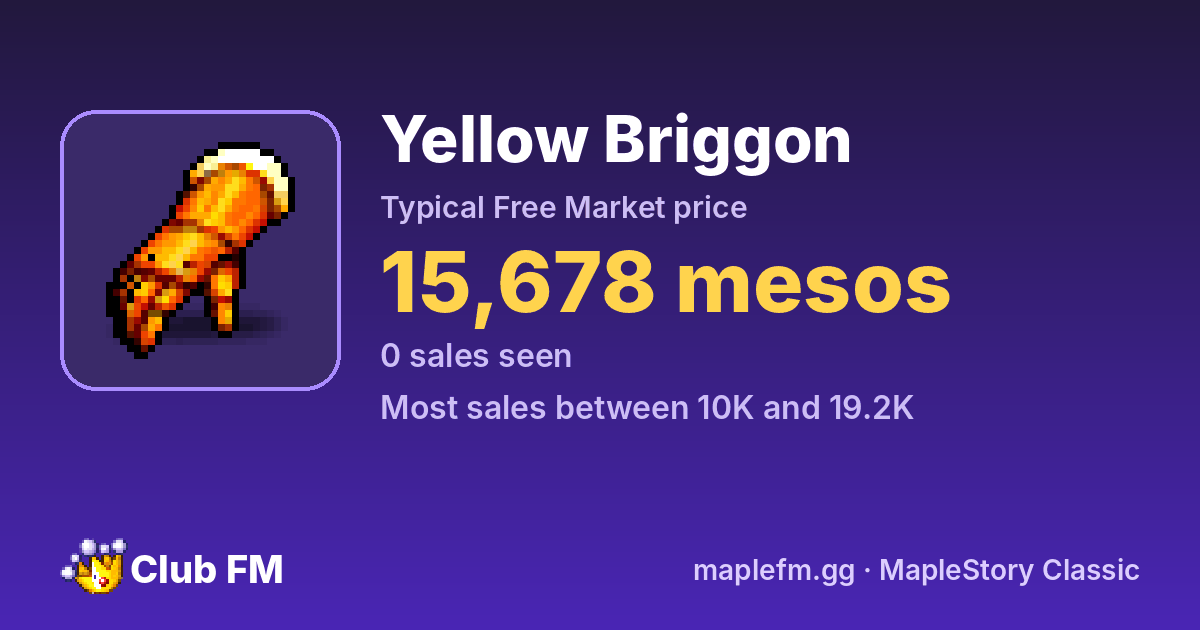 Yellow Briggon
Typical Free Market price
15,678 mesos
0 sales seen
Most sales between 10K and 19.2K
Club FM
maplefm.gg · MapleStory Classic